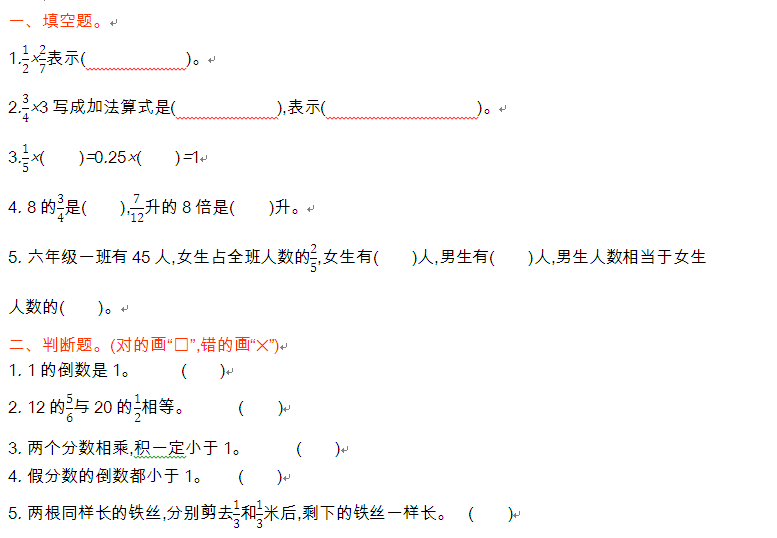 一、填空题。
1.1/2×2/7表示(          )。
2.3/4×3写成加法算式是(          ),表示(               )。
3.1/5×(    )=0.25×(    )=1
4. 8的3/4是(    ),7/12升的8倍是(    )升。
5. 六年级一班有45人,女生占全班人数的2/5,女生有(    )人,男生有(    )人,男生人数相当于女生
人数的(    )。
二、判断题。(对的画“□”,错的画“×”)
1. 1的倒数是1。    (    )
2. 12的5/6与20的1/2相等。    (    )
3. 两个分数相乘,积一定小于1。    (    )
4. 假分数的倒数都小于1。    (    )
5. 两根同样长的铁丝,分别剪去1/3和1/3米后,剩下的铁丝一样长。    (    )